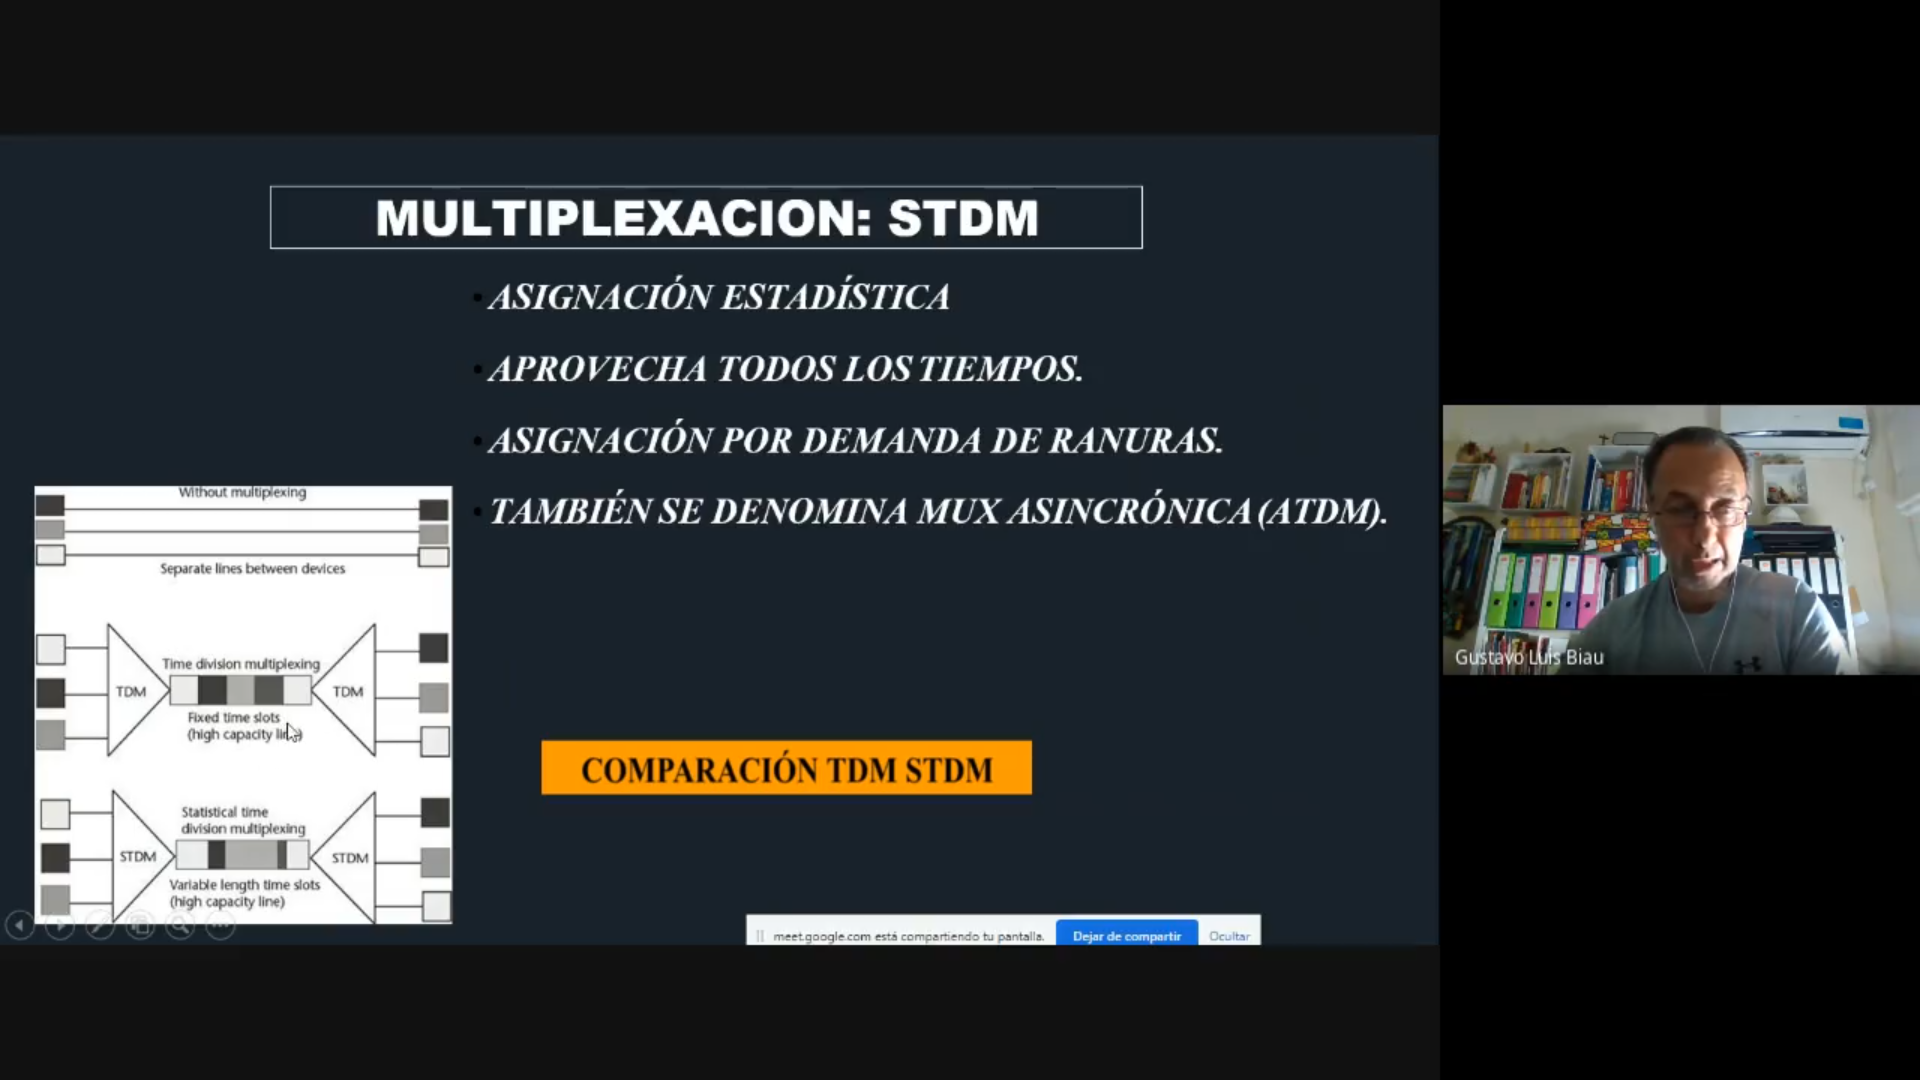 MULTIPLEXACION: STDM
• ASIGNACIÓN ESTADÍSTICA
• APROVECHA TODOS LOS TIEMPOS.
• ASIGNACIÓN POR DEMANDA DE RANURAS.
• TAMBIÉN SE DENOMINA MUX ASINCRÓNICA (ATDM).
Without multiplexing
Separate lines between devices
Time division multiplexing
TDM
TDM
Fixed time slots
(high capacity line)
Statistical time
division multiplexing
STDM
STDM
Variable length time slots
(high capacity line)
COMPARACIÓN TDM STDM
meet.google.com está compartiendo tu pantalla.
Dejar de compartir
Ocultar
Gustavo Luis Biau